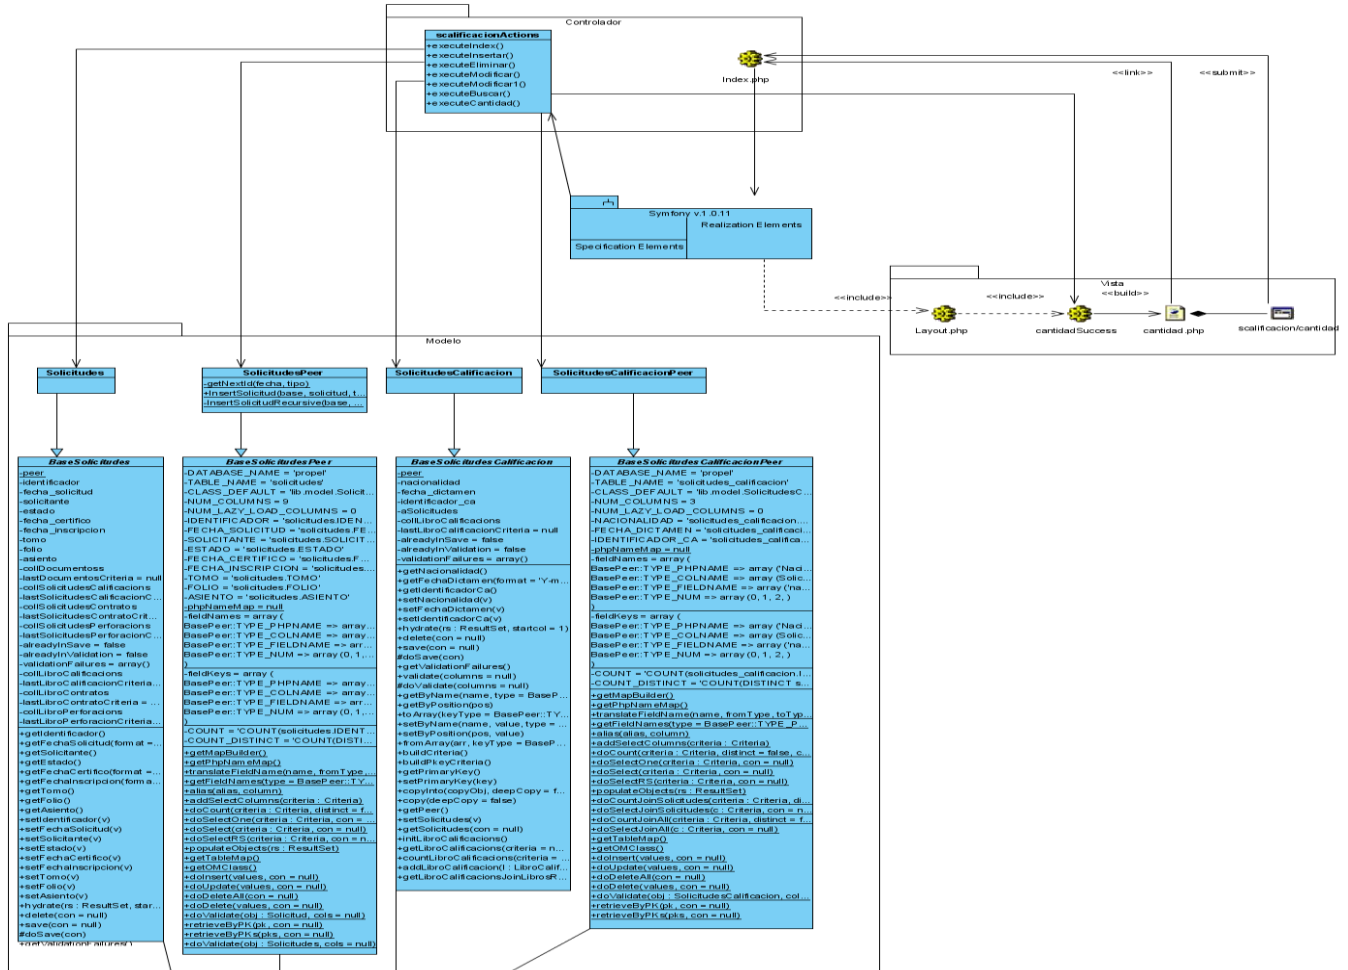 Controlador
scalificacionActions
+executeIndex()
+executeInsertar()
+executeEliminar()
+executeModificar()
+executeModificar1()
+executeBuscar()
+executeCantidad()
Index.php
<<link>>
<<submit>>
Symfony v.1 .0.11
Realization Elements
Specification Elements
Vista
<<include>>
<<include>>
<<build>>
Layout.php
cantidadSuccess
cantidad.php
scalificacion/cantidad
Modelo
Solicitudes
SolicitudesPeer
-getNextId(fecha, tipo)
+InsertSolicitud(base, solicitud, t...
-InsertSolicitudRecursive(base, ...
SolicitudesCalificacion
SolicitudesCalificacionPeer
BaseSolicitudes
-peer
-identificador
-fecha_solicitud
-solicitante
-estado
-fecha_certifico
-fecha_inscripcion
-tomo
-folio
-asiento
-collDocumentoss
-lastDocumentosCriteria = null
-collSolicitudesCalificacions
-lastSolicitudesCalificacionC...
-collSolicitudesContratos
-lastSolicitudesContratoCrit...
-collSolicitudesPerforacions
-lastSolicitudesPerforacionC...
-alreadyInSave = false
-alreadyInValidation = false
-validationFailures = array()
-collLibroCalificacions
-lastLibroCalificacionCriteria...
-collLibroContratos
-lastLibroContratoCriteria = ...
-collLibroPerforacions
-lastLibroPerforacionCriteria...
+getIdentificador()
+getFechaSolicitud(format =...
+getSolicitante()
+getEstado()
+getFechaCertifico(format =...
+getFechaInscripcion(forma...
+getTomo()
+getFolio()
+getAsiento()
+setIdentificador(v)
+setFechaSolicitud(v)
+setSolicitante(v)
+setEstado(v)
+setFechaCertifico(v)
+setFechaInscripcion(v)
+setTomo(v)
+setFolio(v)
+setAsiento(v)
+hydrate(rs : ResultSet, star...
+delete(con = null)
+save(con = null)
#doSave(con)
+getValidationFailures()
BaseSolicitudesPeer
-DATABASE_NAME = 'propel'
-TABLE_NAME = 'solicitudes'
-CLASS_DEFAULT = 'lib.model.Solicit...
-NUM_COLUMNS = 9
-NUM_LAZY_LOAD_COLUMNS = 0
-IDENTIFICADOR = 'solicitudes.IDEN...
-FECHA_SOLICITUD = 'solicitudes.FE...
-SOLICITANTE = 'solicitudes.SOLICIT...
-ESTADO = 'solicitudes.ESTADO'
-FECHA_CERTIFICO = 'solicitudes.F...
-FECHA_INSCRIPCION = 'solicitudes....
-TOMO = 'solicitudes.TOMO'
-FOLIO = 'solicitudes.FOLIO'
-ASIENTO = 'solicitudes.ASIENTO'
-phpNameMap = null
-fieldNames = array (
BasePeer::TYPE_PHPNAME => array...
BasePeer::TYPE_COLNAME => array...
BasePeer::TYPE_FIELDNAME => arr...
BasePeer::TYPE_NUM => array (0, 1,...
)
-fieldKeys = array (
BasePeer::TYPE_PHPNAME => array...
BasePeer::TYPE_COLNAME => array...
BasePeer::TYPE_FIELDNAME => arr...
BasePeer::TYPE_NUM => array (0, 1,...
)
-COUNT = 'COUNT(solicitudes.IDENT...
-COUNT_DISTINCT = 'COUNT(DISTI...
+getMapBuilder()
+getPhpNameMap()
+translateFieldName(name, fromType,...
+getFieldNames(type = BasePeer::TY...
+alias(alias, column)
+addSelectColumns(criteria : Criteria)
+doCount(criteria : Criteria, distinct = f...
+doSelectOne(criteria : Criteria, con = ...
+doSelect(criteria : Criteria, con = null)
+doSelectRS(criteria : Criteria, con = n...
+populateObjects(rs : ResultSet)
+getTableMap()
+getOMClass()
+doInsert(values, con = null)
+doUpdate(values, con = null)
+doDeleteAll(con = null)
+doDelete(values, con = null)
+doValidate(obj : Solicitud, cols = null)
+retrieveByPK(pk, con = null)
+retrieveByPKs(pks, con = null)
+doValidate(obj : Solicitudes, cols = null)
BaseSolicitudesCalificacion
-peer
-nacionalidad
-fecha_dictamen
-identificador_ca
-aSolicitudes
-collLibroCalificacions
-lastLibroCalificacionCriteria = null
-alreadyInSave = false
-alreadyInValidation = false
-validationFailures = array()
+getNacionalidad()
+getFechaDictamen(format = 'Y-m...
+getIdentificadorCa()
+setNacionalidad(v)
+setFechaDictamen(v)
+setIdentificadorCa(v)
+hydrate(rs : ResultSet, startcol = 1)
+delete(con = null)
+save(con = null)
#doSave(con)
+getValidationFailures()
+validate(columns = null)
#doValidate(columns = null)
+getByName(name, type = BaseP...
+getByPosition(pos)
+toArray(keyType = BasePeer::TY...
+setByName(name, value, type = ...
+setByPosition(pos, value)
+fromArray(arr, keyType = BaseP...
+buildCriteria()
+buildPkeyCriteria()
+getPrimaryKey()
+setPrimaryKey(key)
+copyInto(copyObj, deepCopy = f...
+copy(deepCopy = false)
+getPeer()
+setSolicitudes(v)
+getSolicitudes(con = null)
+initLibroCalificacions()
+getLibroCalificacions(criteria = n...
+countLibroCalificacions(criteria = ...
+addLibroCalificacion(l : LibroCalif...
+getLibroCalificacionsJoinLibrosR...
BaseSolicitudesCalificacionPeer
-DATABASE_NAME = 'propel'
-TABLE_NAME = 'solicitudes_calificacion'
-CLASS_DEFAULT = 'lib.model.SolicitudesC...
-NUM_COLUMNS = 3
-NUM_LAZY_LOAD_COLUMNS = 0
-NACIONALIDAD = 'solicitudes_calificacion....
-FECHA_DICTAMEN = 'solicitudes_calificaci...
-IDENTIFICADOR_CA = 'solicitudes_califica...
-phpNameMap = null
-fieldNames = array (
BasePeer::TYPE_PHPNAME => array ('Naci...
BasePeer::TYPE_COLNAME => array (Solic...
BasePeer::TYPE_FIELDNAME => array ('na...
BasePeer::TYPE_NUM => array (0, 1, 2, )
)
-fieldKeys = array (
BasePeer::TYPE_PHPNAME => array ('Naci...
BasePeer::TYPE_COLNAME => array (Solic...
BasePeer::TYPE_FIELDNAME => array ('na...
BasePeer::TYPE_NUM => array (0, 1, 2, )
)
-COUNT = 'COUNT(solicitudes_calificacion.I...
-COUNT_DISTINCT = 'COUNT(DISTINCT s...
+getMapBuilder()
+getPhpNameMap()
+translateFieldName(name, fromType, toTyp...
+getFieldNames(type = BasePeer::TYPE_P...
+alias(alias, column)
+addSelectColumns(criteria : Criteria)
+doCount(criteria : Criteria, distinct = false, c...
+doSelectOne(criteria : Criteria, con = null)
+doSelect(criteria : Criteria, con = null)
+doSelectRS(criteria : Criteria, con = null)
+populateObjects(rs : ResultSet)
+doCountJoinSolicitudes(criteria : Criteria, di...
+doSelectJoinSolicitudes(c : Criteria, con = n...
+doCountJoinAll(criteria : Criteria, distinct = f...
+doSelectJoinAll(c : Criteria, con = null)
+getTableMap()
+getOMClass()
+doInsert(values, con = null)
+doUpdate(values, con = null)
+doDeleteAll(con = null)
+doDelete(values, con = null)
+doValidate(obj : SolicitudesCalificacion, col...
+retrieveByPK(pk, con = null)
+retrieveByPKs(pks, con = null)